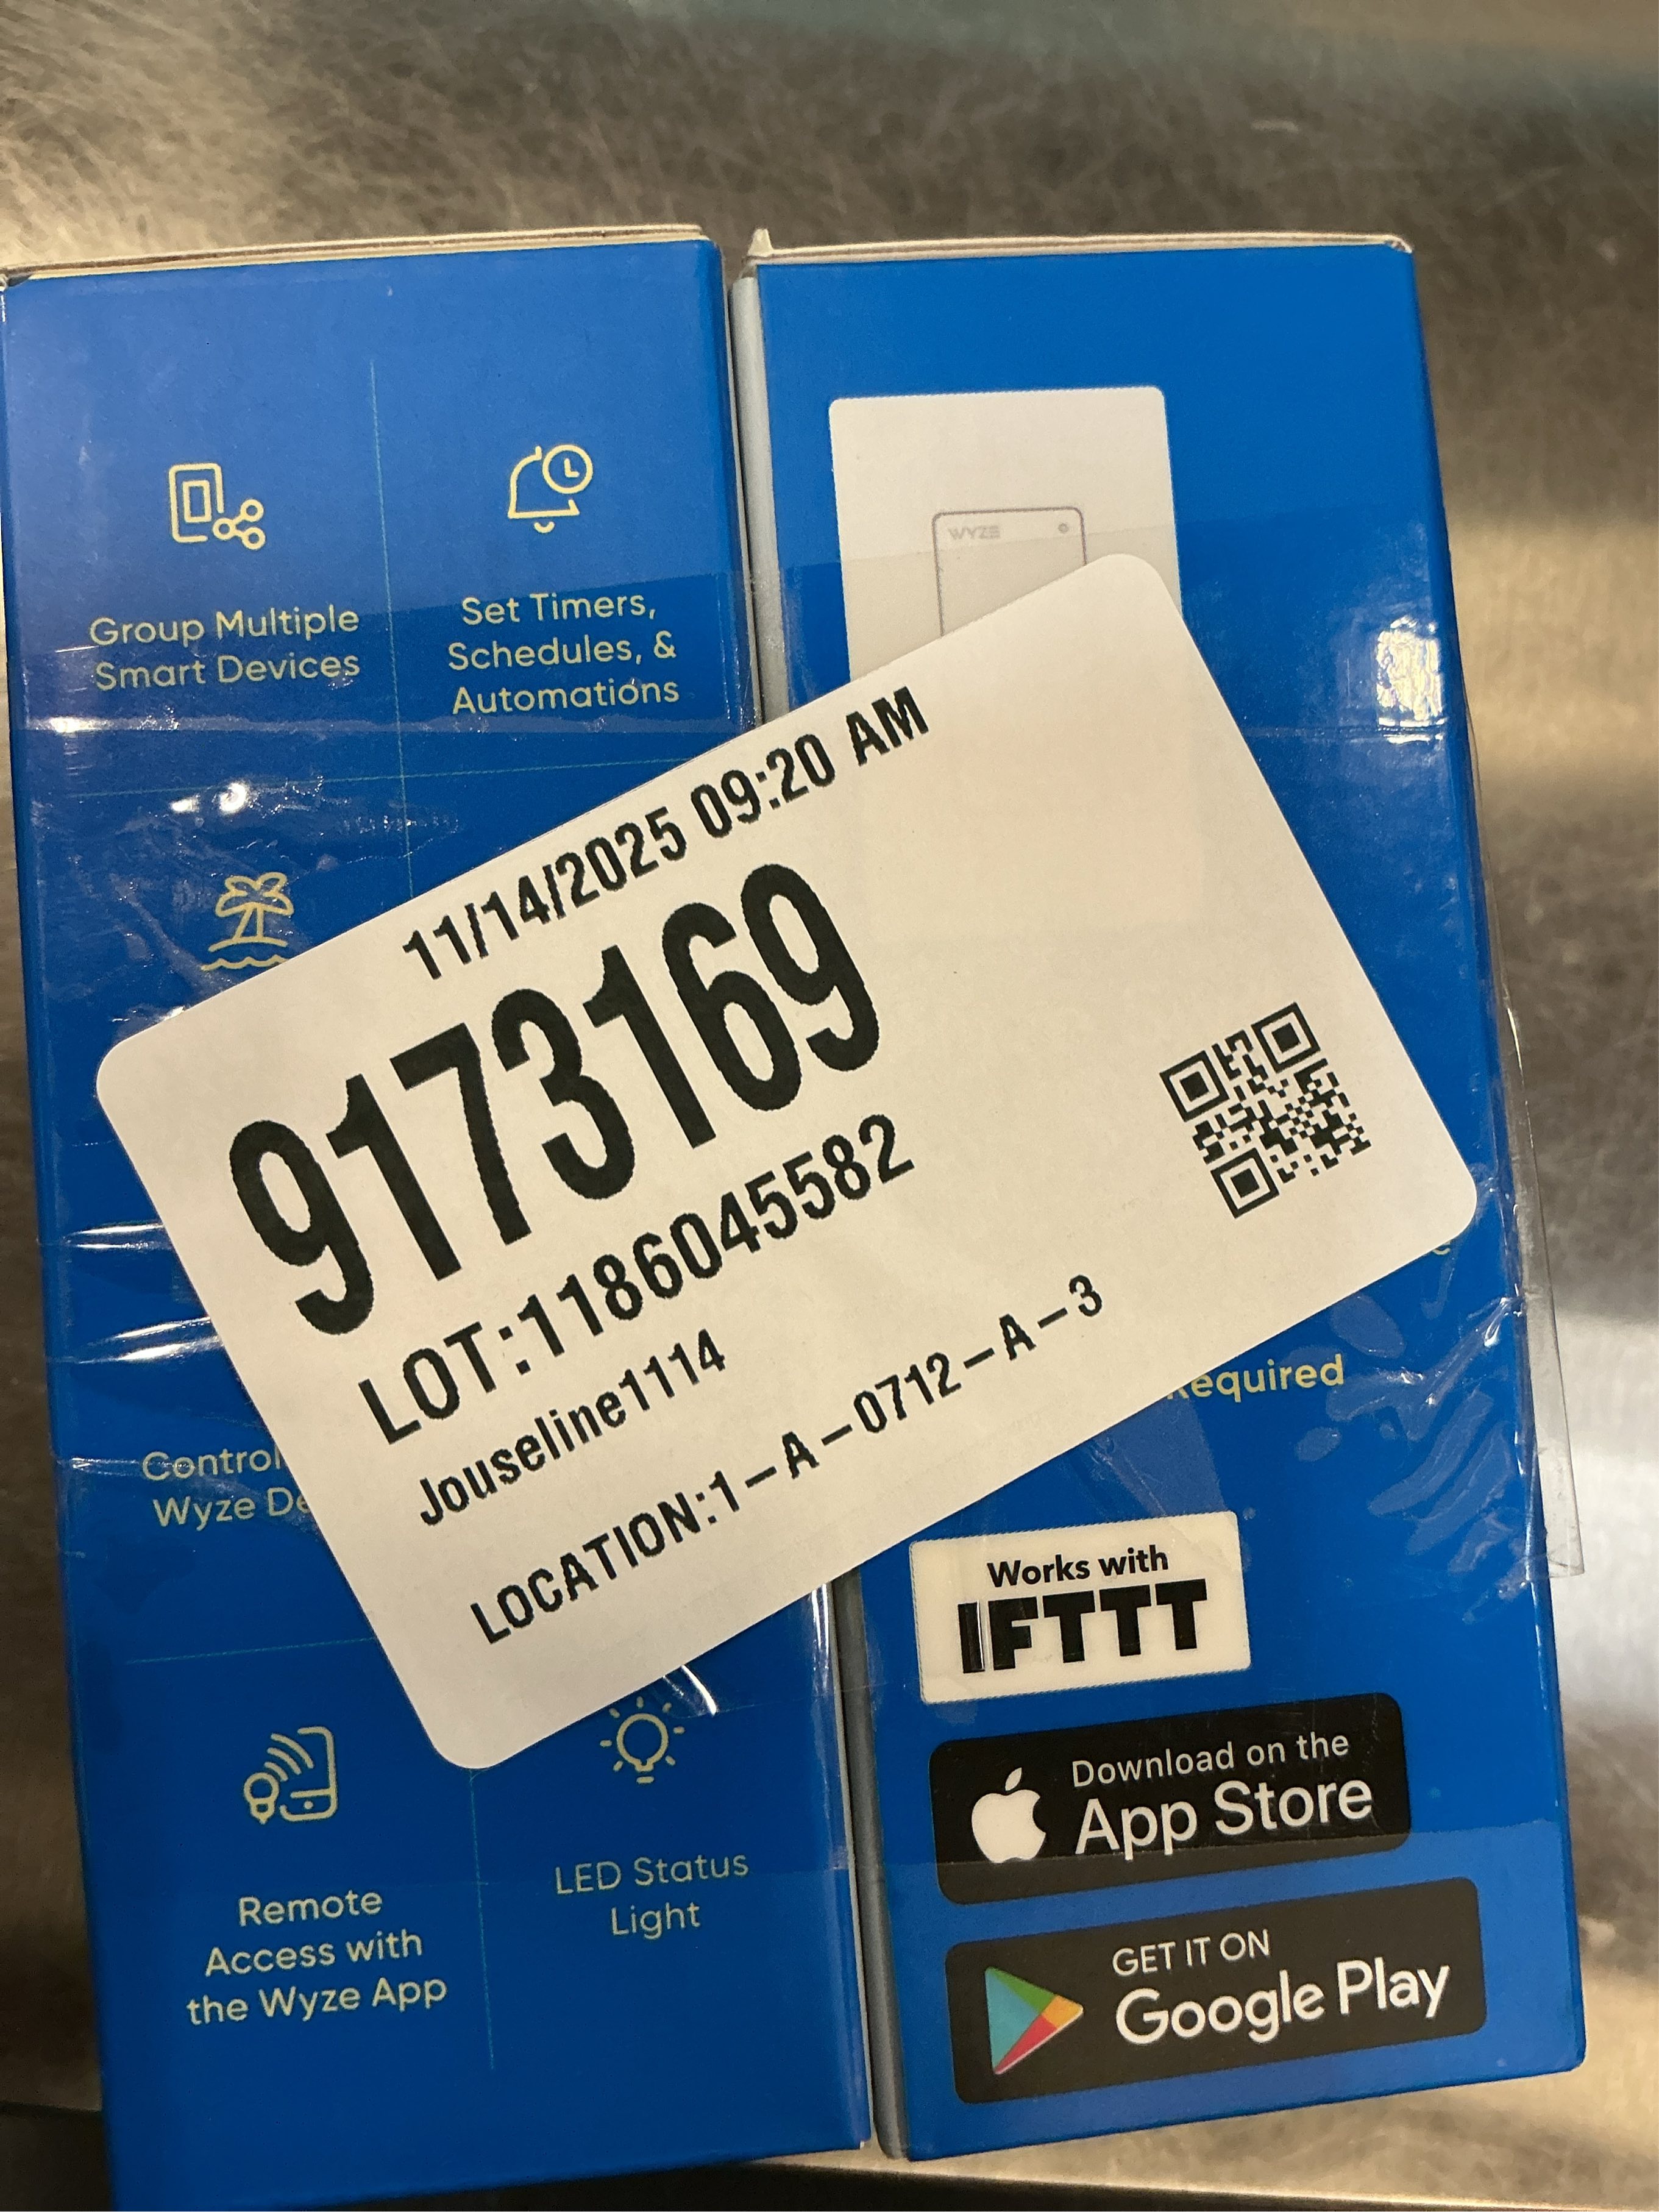 Group Multiple
Smart Devices
Set Timers,
Schedules, &
Automations
WYZE
11/14/2025 09:20 AM
9173169
LOT:1186045582
Jouseline1114
LOCATION:1-A-0712-A-3
Control
Wyze
Required
Works with
IFTTT
Download on the
App Store
GET IT ON
Google Play
Remote
Access with
the Wyze App
LED Status
Light